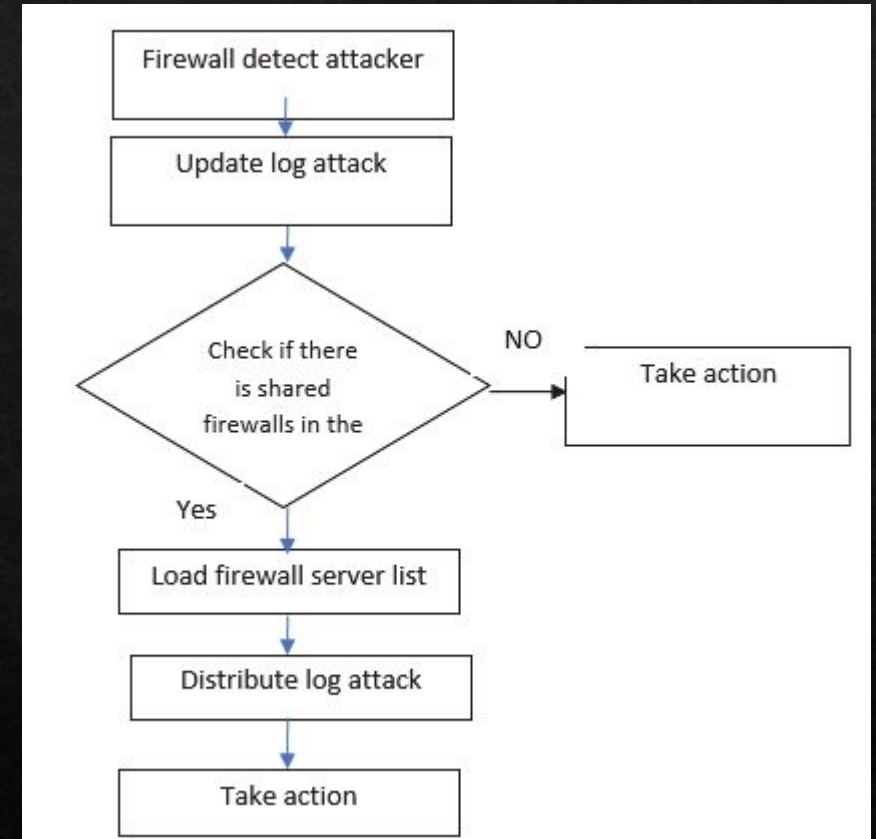 Firewall detect attacker
Update log attack
Check if there
is shared
firewalls in the
NO
Take action
Yes
Load firewall server list
Distribute log attack
Take action